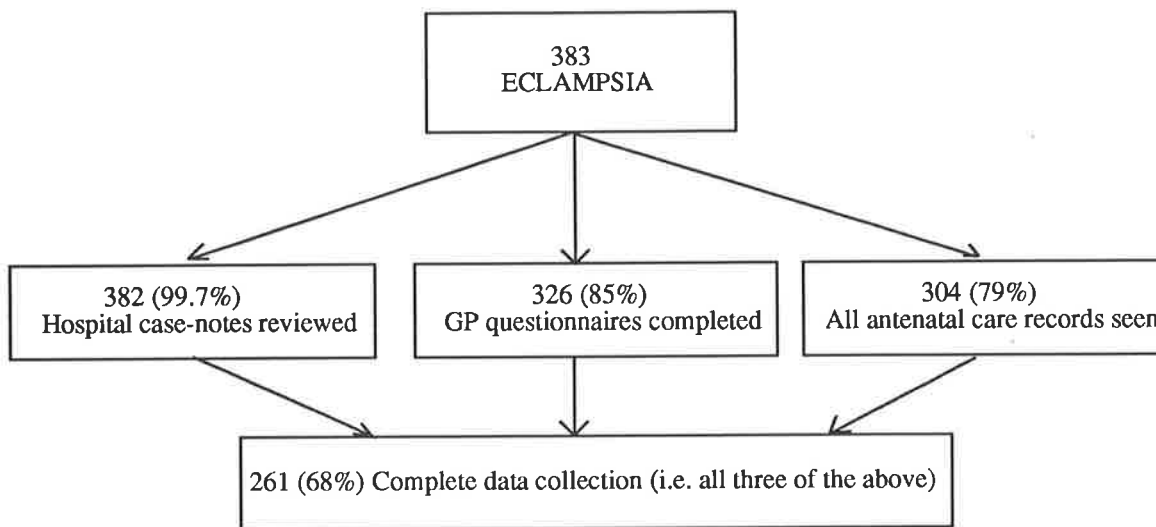 383
ECLAMPSIA
382 (99.7%)
Hospital case-notes reviewed
326 (85%)
GP questionnaires completed
304 (79%)
All antenatal care records seen
261 (68%) Complete data collection (i.e. all three of the above)